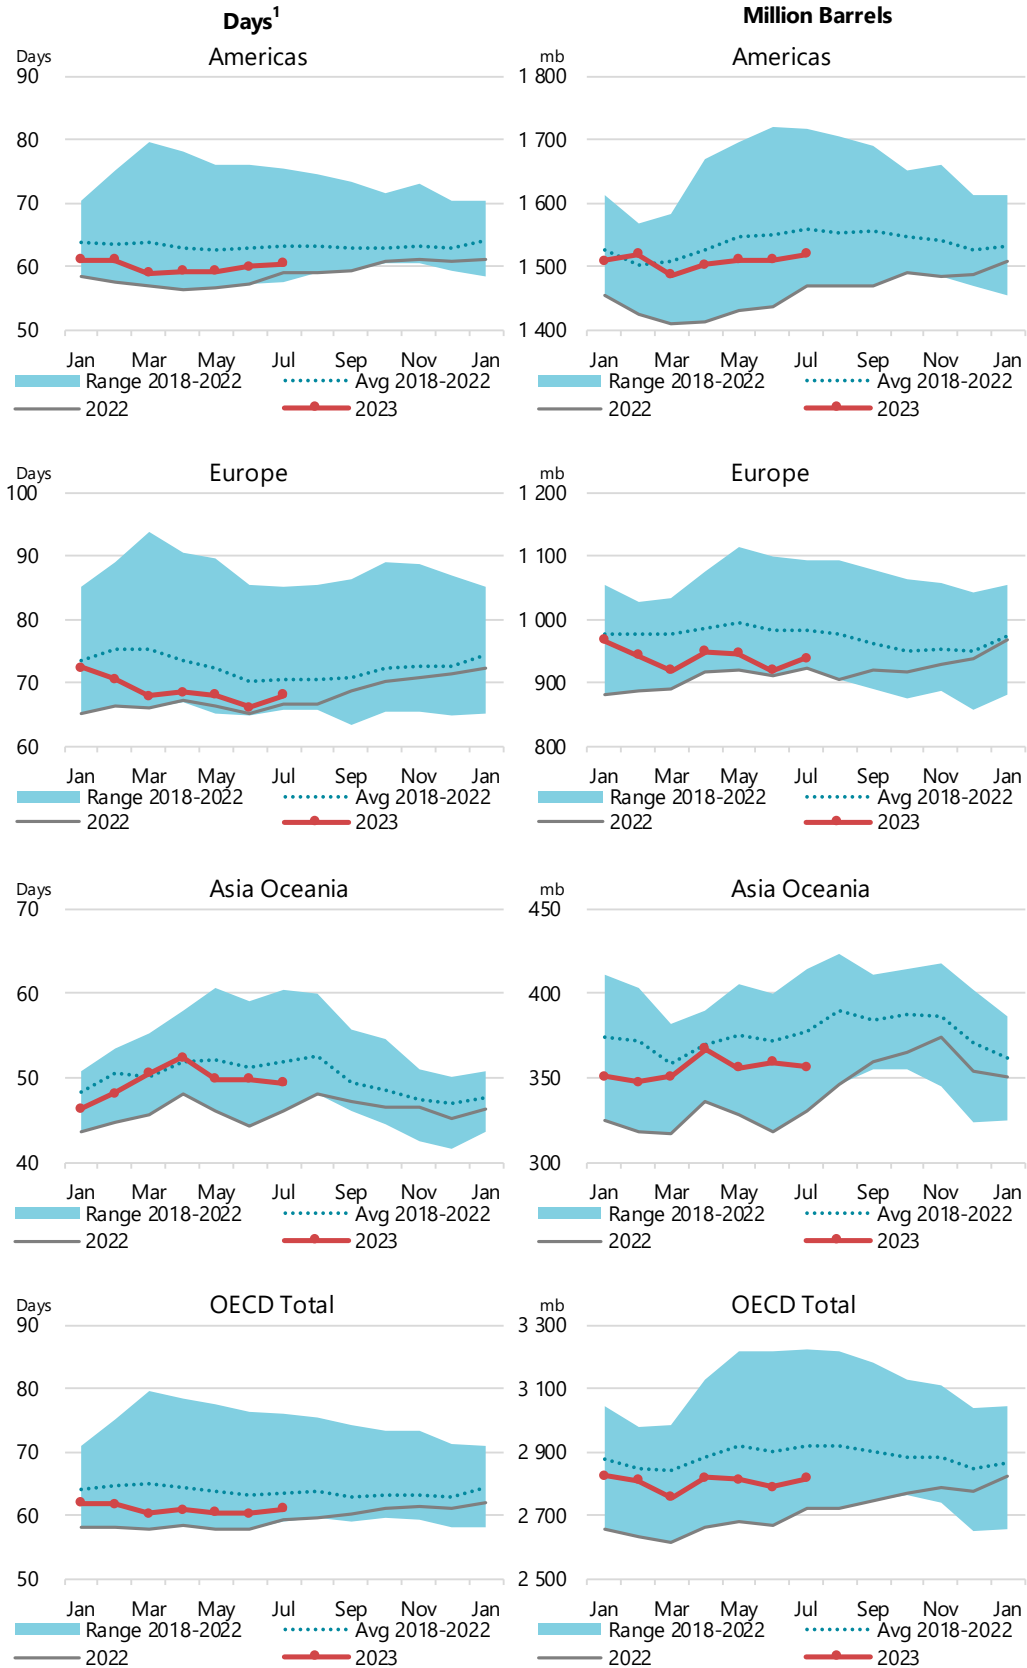 Days1
Million Barrels
Days
Americas
90
80
70
60
50
Jan Mar May Jul Sep Nov Jan
Range 2018-2022 Avg 2018-2022
2022 2023
mb
Americas
1 800
1 700
1 600
1 500
1 400
Jan Mar May Jul Sep Nov Jan
Range 2018-2022 Avg 2018-2022
2022 2023
Days
Europe
100
90
80
70
60
Jan Mar May Jul Sep Nov Jan
Range 2018-2022 Avg 2018-2022
2022 2023
mb
Europe
1 200
1 100
1 000
900
800
Jan Mar May Jul Sep Nov Jan
Range 2018-2022 Avg 2018-2022
2022 2023
Days
Asia Oceania
70
60
50
40
Jan Mar May Jul Sep Nov Jan
Range 2018-2022 Avg 2018-2022
2022 2023
mb
Asia Oceania
450
400
350
300
Jan Mar May Jul Sep Nov Jan
Range 2018-2022 Avg 2018-2022
2022 2023
Days
OECD Total
90
80
70
60
50
Jan Mar May Jul Sep Nov Jan
Range 2018-2022 Avg 2018-2022
2022 2023
mb
OECD Total
3 300
3 100
2 900
2 700
2 500
Jan Mar May Jul Sep Nov Jan
Range 2018-2022 Avg 2018-2022
2022 2023